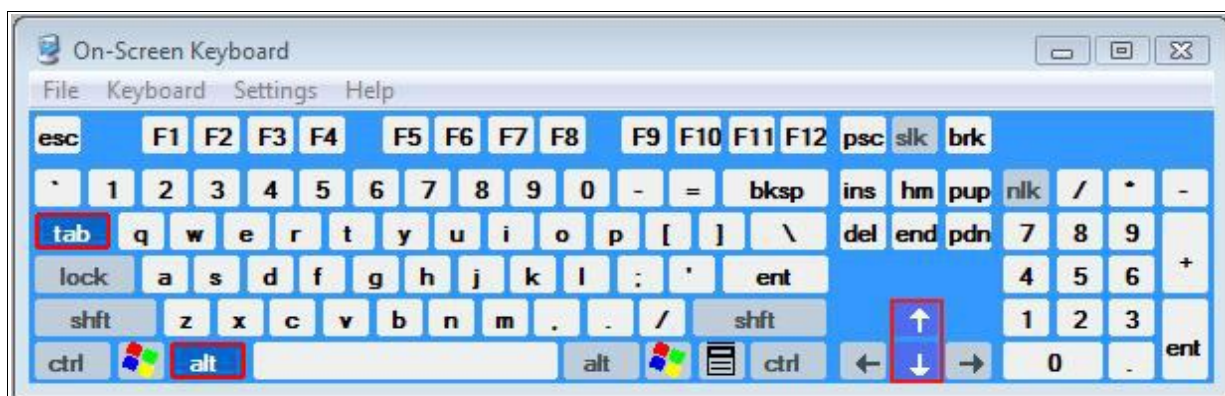 On-Screen Keyboard
File Keyboard Settings Help
esc F1 F2 F3 F4 F5 F6 F7 F8 F9 F10 F11 F12 psc slk brk
` 1 2 3 4 5 6 7 8 9 0 - = bksp ins hm pup nlk / * -
tab q w e r t y u i o p [ ] \ del end pdn 7 8 9 +
lock a s d f g h j k l ; ' ent 4 5 6
shft z x c v b n m , . / shft ↑ 1 2 3 ent
ctrl alt alt ctrl ← ↓ → 0 .